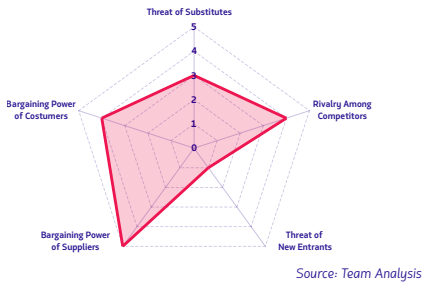 Threat of Substitutes
5
4
3
2
1
0
Bargaining Power
of Costumers
Rivalry Among
Competitors
Bargaining Power
of Suppliers
Threat of
New Entrants
Source: Team Analysis